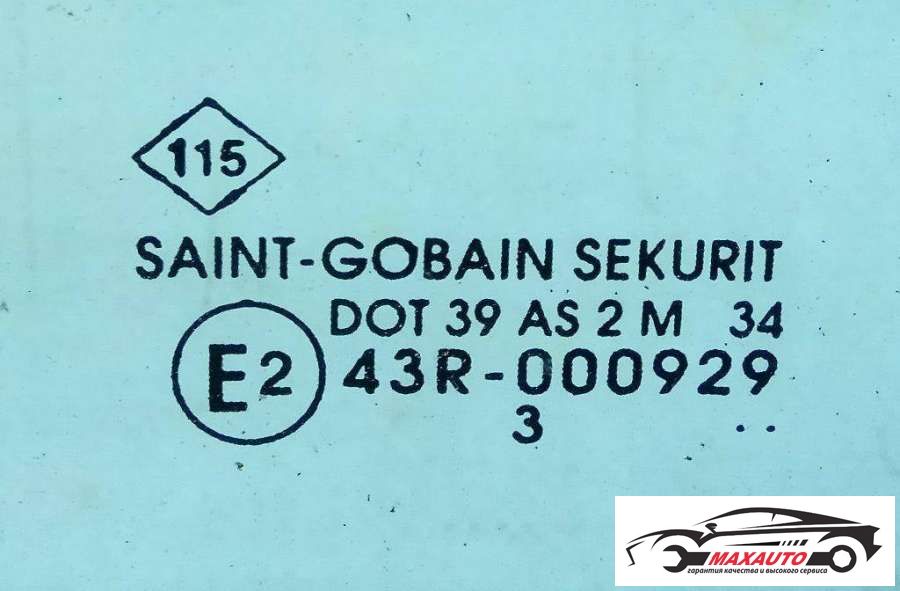 115
SAINT-GOBAIN SEKURIT
DOT 39 AS 2 M 34
E2 43R-000929
3 ..
MAXAUTO
гарантия качества и высокого сервиса